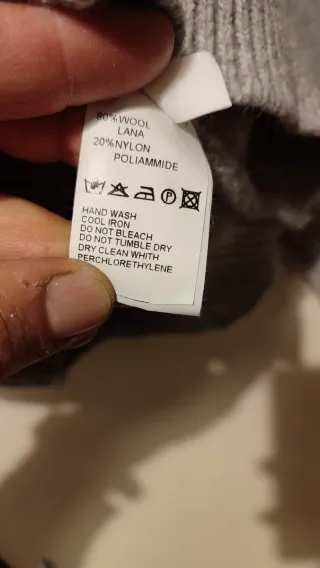 80%WOOL
LANA
20%NYLON
POLIAMMIDE
P
HAND WASH
COOL IRON
DO NOT BLEACH
DO NOT TUMBLE DRY
DRY CLEAN WHITH
PERCHLORETHYLENE